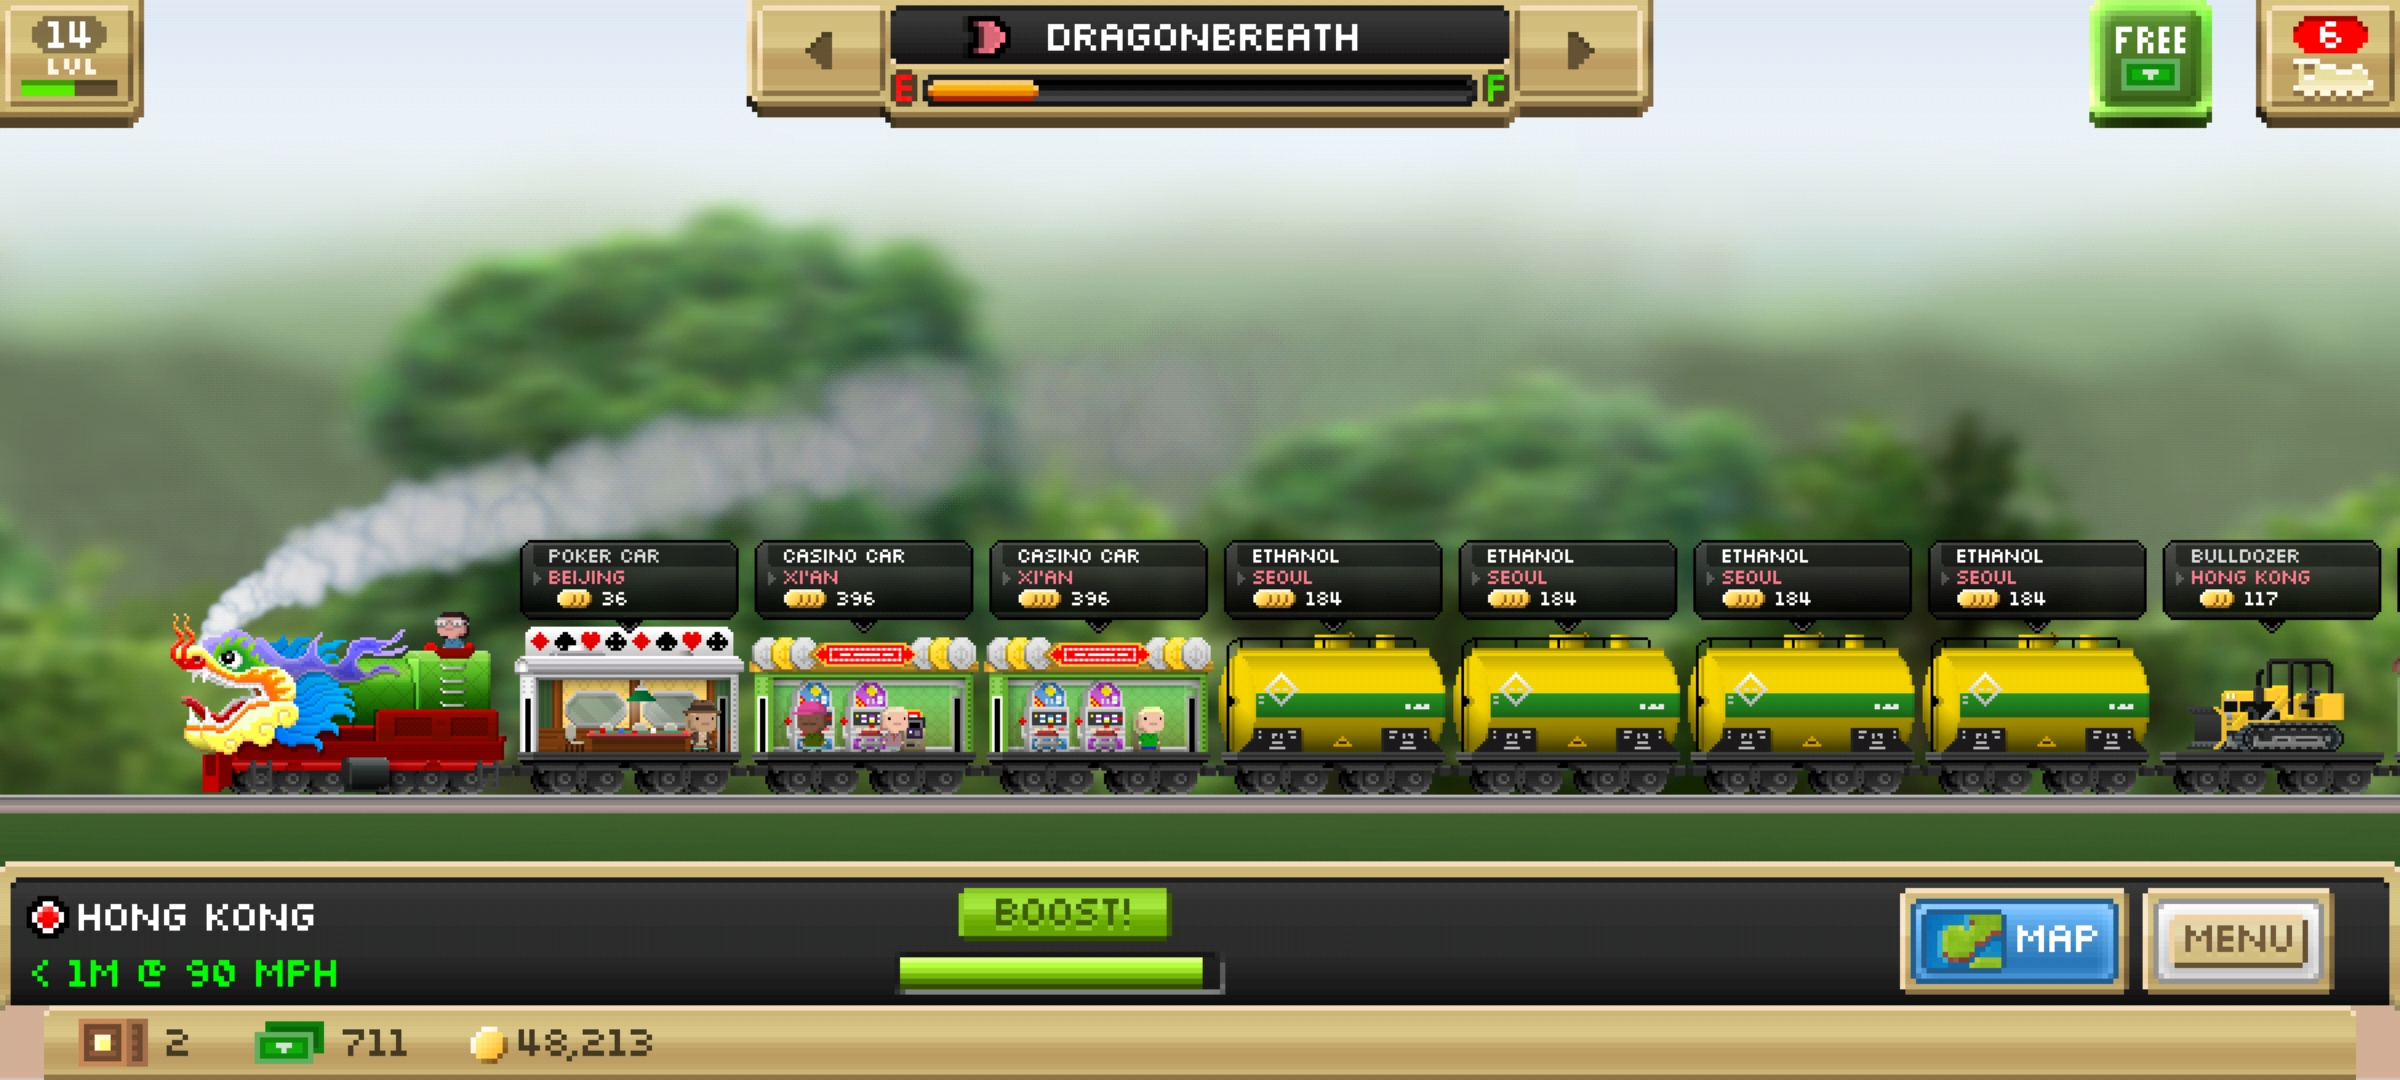 14
LVL
DRAGONBREATH
E F
FREE
6
POKER CAR
BEIJING
36
CASINO CAR
XI'AN
396
CASINO CAR
XI'AN
396
ETHANOL
SEOUL
184
ETHANOL
SEOUL
184
ETHANOL
SEOUL
184
ETHANOL
SEOUL
184
BULLDOZER
HONG KONG
117
HONG KONG
< 1M @ 90 MPH
BOOST!
MAP
MENU
2
711
48,213